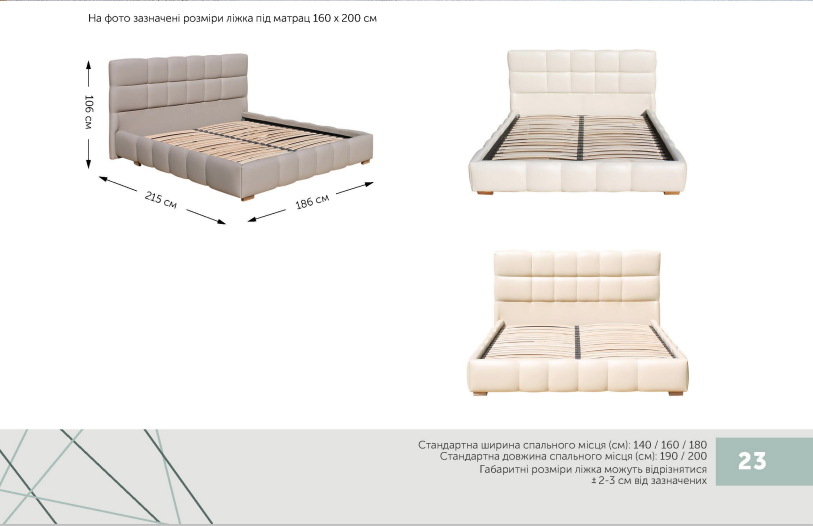 На фото зазначені розміри ліжка під матрац 160 х 200 см
106 см
215 см
186 см
Стандартна ширина спального місця (см): 140 / 160 / 180
Стандартна довжина спального місця (см): 190 / 200
Габаритні розміри ліжка можуть відрізнятися
± 2-3 см від зазначених
23